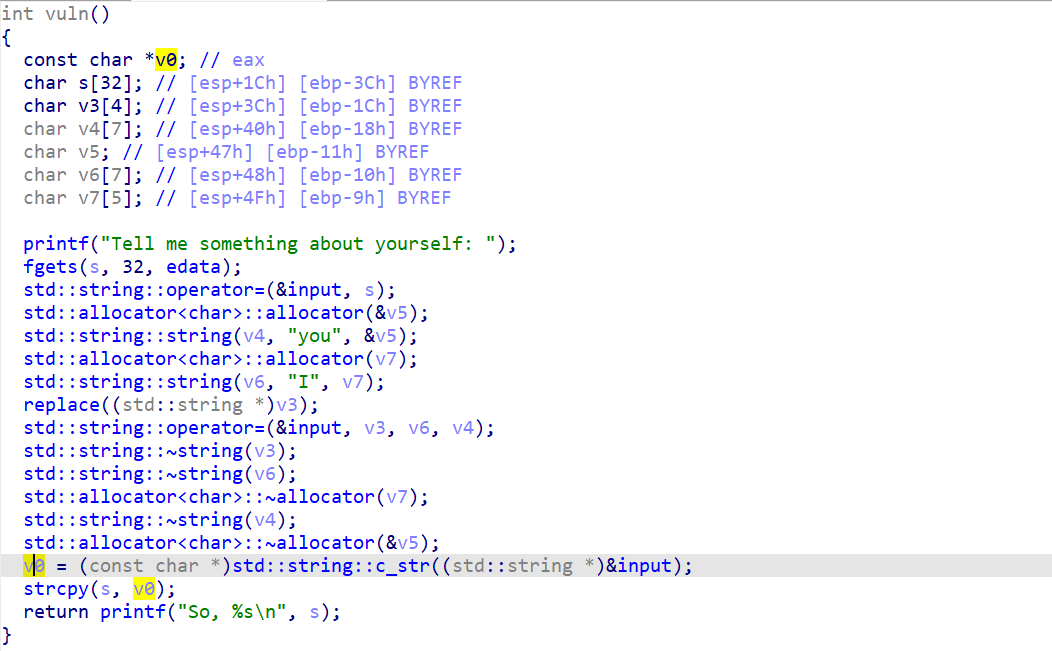 int vuln()
{
  const char *v0; // eax
  char s[32]; // [esp+1Ch] [ebp-3Ch] BYREF
  char v3[4]; // [esp+3Ch] [ebp-1Ch] BYREF
  char v4[7]; // [esp+40h] [ebp-18h] BYREF
  char v5; // [esp+47h] [ebp-11h] BYREF
  char v6[7]; // [esp+48h] [ebp-10h] BYREF
  char v7[5]; // [esp+4Fh] [ebp-9h] BYREF

  printf("Tell me something about yourself: ");
  fgets(s, 32, edata);
  std::string::operator=(&input, s);
  std::allocator<char>::allocator(&v5);
  std::string::string(v4, "you", &v5);
  std::allocator<char>::allocator(v7);
  std::string::string(v6, "I", v7);
  replace((std::string *)v3);
  std::string::operator=(&input, v3, v6, v4);
  std::string::~string(v3);
  std::string::~string(v6);
  std::allocator<char>::~allocator(v7);
  std::string::~string(v4);
  std::allocator<char>::~allocator(&v5);
  v0 = (const char *)std::string::c_str((std::string *)&input);
  strcpy(s, v0);
  return printf("So, %s\n", s);
}